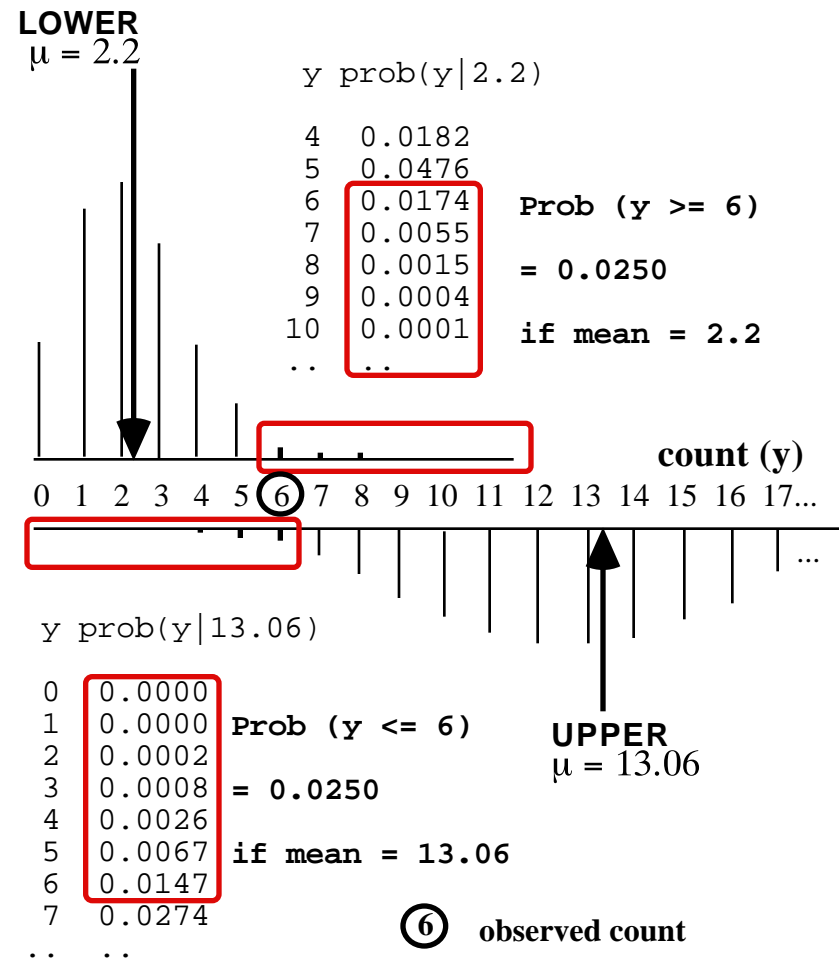 LOWER
μ = 2.2
y prob(y|2.2)
4 0.0182
5 0.0476
6 0.0174
7 0.0055
8 0.0015
9 0.0004
10 0.0001
.. ..
Prob (y >= 6)
= 0.0250
if mean = 2.2
count (y)
0 1 2 3 4 5 6 7 8 9 10 11 12 13 14 15 16 17...
...
y prob(y|13.06)
0 0.0000
1 0.0000
2 0.0002
3 0.0008
4 0.0026
5 0.0067
6 0.0147
7 0.0274
.. ..
Prob (y <= 6)
= 0.0250
if mean = 13.06
UPPER
μ = 13.06
6 observed count